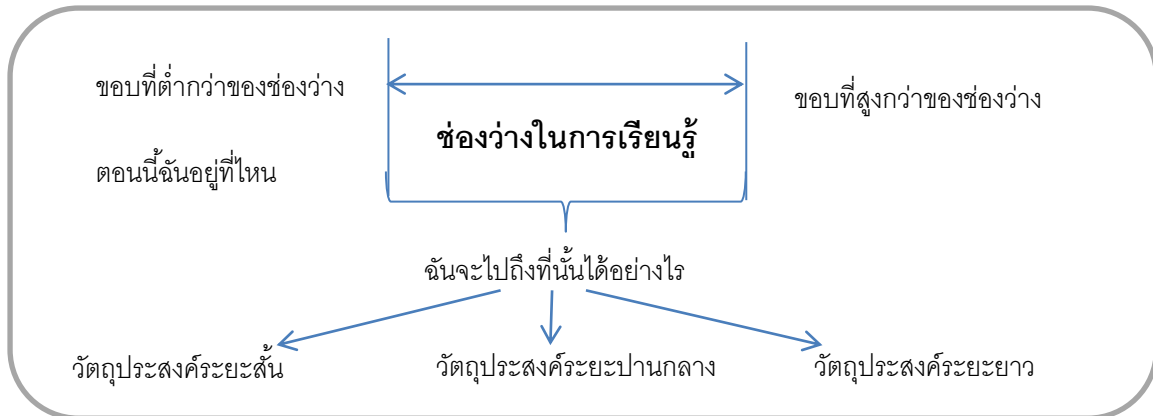 ขอบที่ต่ำกว่าของช่องว่าง
ขอบที่สูงกว่าของช่องว่าง
ช่องว่างในการเรียนรู้
ตอนนี้ฉันอยู่ที่ไหน
ฉันจะไปถึงที่นั้นได้อย่างไร
วัตถุประสงค์ระยะสั้น
วัตถุประสงค์ระยะปานกลาง
วัตถุประสงค์ระยะยาว